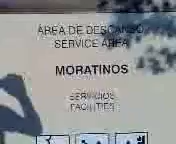 ÁREA DE DESCANSO
SERVICE AREA
MORATINOS
SERVICIOS
FACILITIES